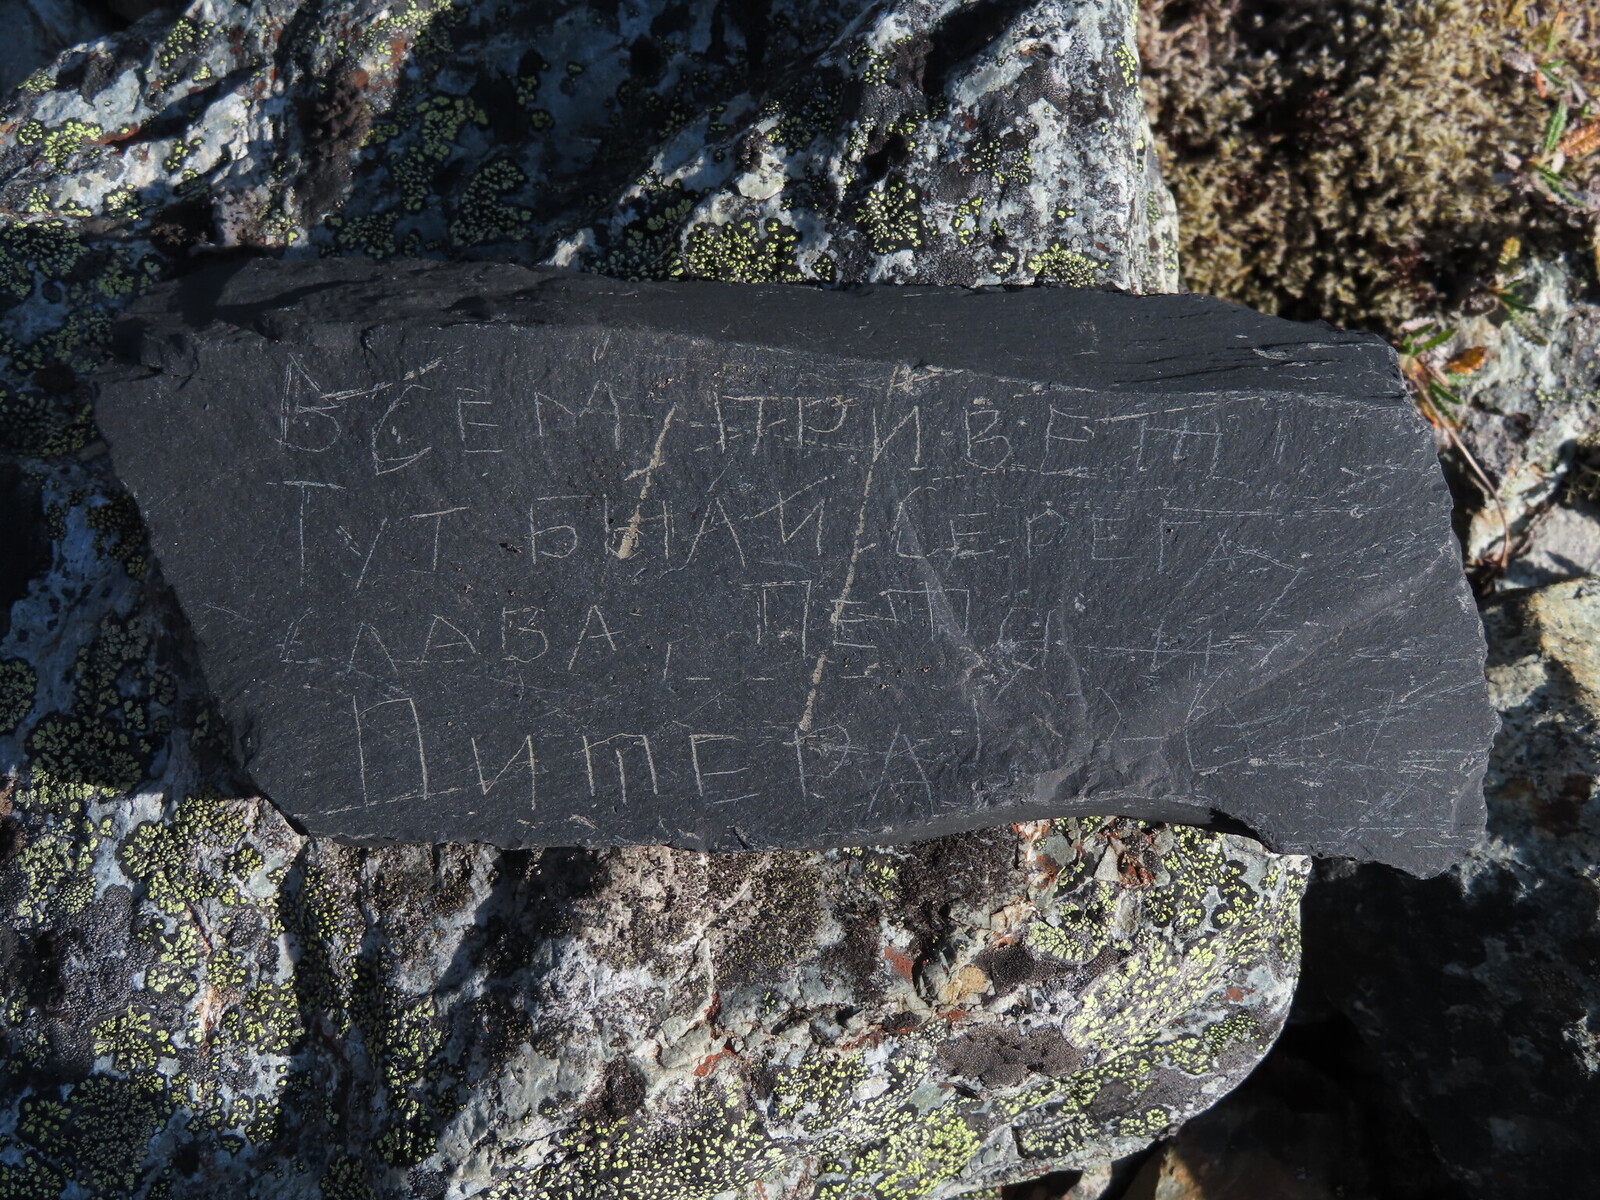 ВСЕМ ПРИВЕТ!
ТУТ БЫЛИ СЕРЕГА
СЛАВА, ПЕТЯ И
ПИТЕРА